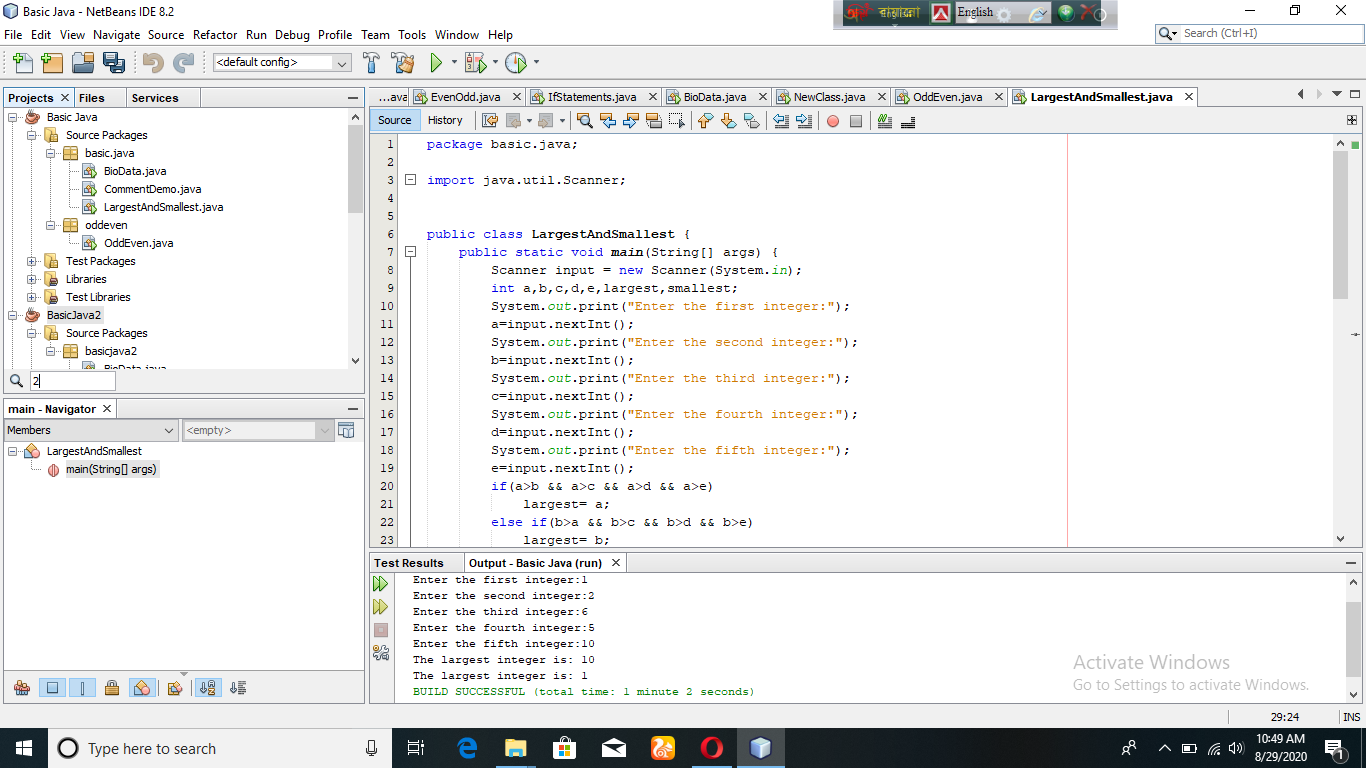 Basic Java - NetBeans IDE 8.2
English
File Edit View Navigate Source Refactor Run Debug Profile Team Tools Window Help
Search (Ctrl+I)
<default config>
Projects Files Services
Basic Java
Source Packages
basic.java
BioData.java
CommentDemo.java
LargestAndSmallest.java
oddeven
OddEven.java
Test Packages
Libraries
Test Libraries
BasicJava2
Source Packages
basicjava2
BioData.java
2
main - Navigator
Members <empty>
LargestAndSmallest
main(String[] args)
...ava EvenOdd.java IfStatements.java BioData.java NewClass.java OddEven.java LargestAndSmallest.java
Source History
1 package basic.java;
2
3 import java.util.Scanner;
4
5
6 public class LargestAndSmallest {
7 public static void main(String[] args) {
8 Scanner input = new Scanner(System.in);
9 int a,b,c,d,e,largest,smallest;
10 System.out.print("Enter the first integer:");
11 a=input.nextInt();
12 System.out.print("Enter the second integer:");
13 b=input.nextInt();
14 System.out.print("Enter the third integer:");
15 c=input.nextInt();
16 System.out.print("Enter the fourth integer:");
17 d=input.nextInt();
18 System.out.print("Enter the fifth integer:");
19 e=input.nextInt();
20 if(a>b && a>c && a>d && a>e)
21 largest= a;
22 else if(b>a && b>c && b>d && b>e)
23 largest= b;
Test Results Output - Basic Java (run)
Enter the first integer:1
Enter the second integer:2
Enter the third integer:6
Enter the fourth integer:5
Enter the fifth integer:10
The largest integer is: 10
The largest integer is: 1
BUILD SUCCESSFUL (total time: 1 minute 2 seconds)
Activate Windows
Go to Settings to activate Windows.
29:24 INS
Type here to search
10:49 AM
8/29/2020
1